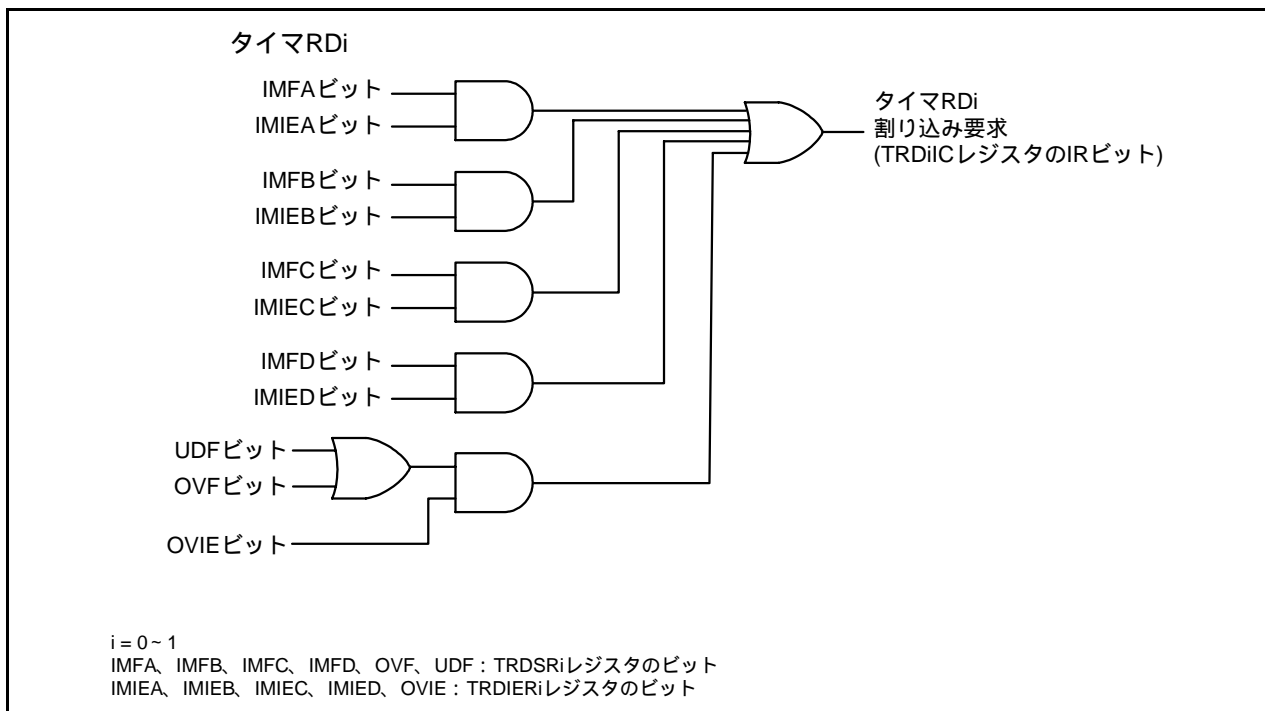 タイマRDi
IMFAビット
IMIEAビット
IMFBビット
IMIEBビット
IMFCビット
IMIECビット
IMFDビット
IMIEDビット
UDFビット
OVFビット
OVIEビット
タイマRDi
割り込み要求
(TRDiICレジスタのIRビット)
i = 0~1
IMFA、IMFB、IMFC、IMFD、OVF、UDF：TRDSRiレジスタのビット
IMIEA、IMIEB、IMIEC、IMIED、OVIE：TRDIERiレジスタのビット